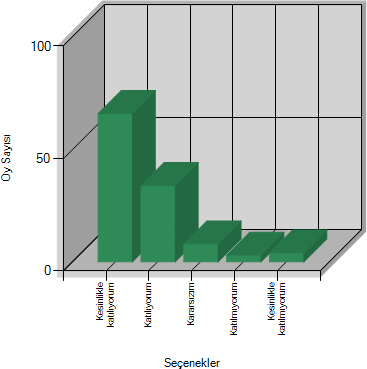 100
50
0
Oy Sayısı
Kesinlikle
katılıyorum
Katılıyorum
Kararsızım
Katılmıyorum
Kesinlikle
katılmıyorum
Seçenekler